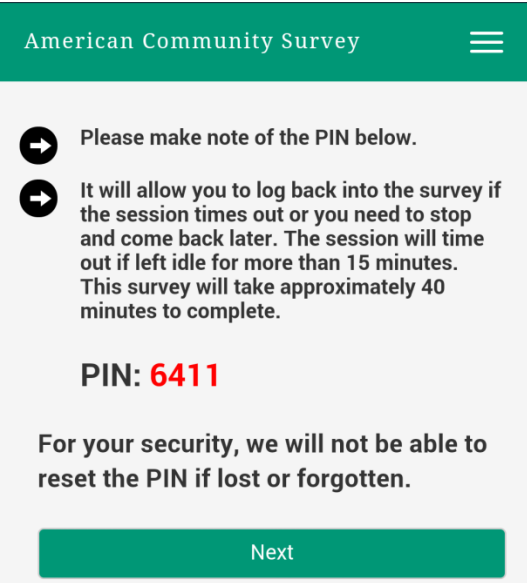 American Community Survey
Please make note of the PIN below.
It will allow you to log back into the survey if
the session times out or you need to stop
and come back later. The session will time
out if left idle for more than 15 minutes.
This survey will take approximately 40
minutes to complete.
PIN: 6411
For your security, we will not be able to
reset the PIN if lost or forgotten.
Next